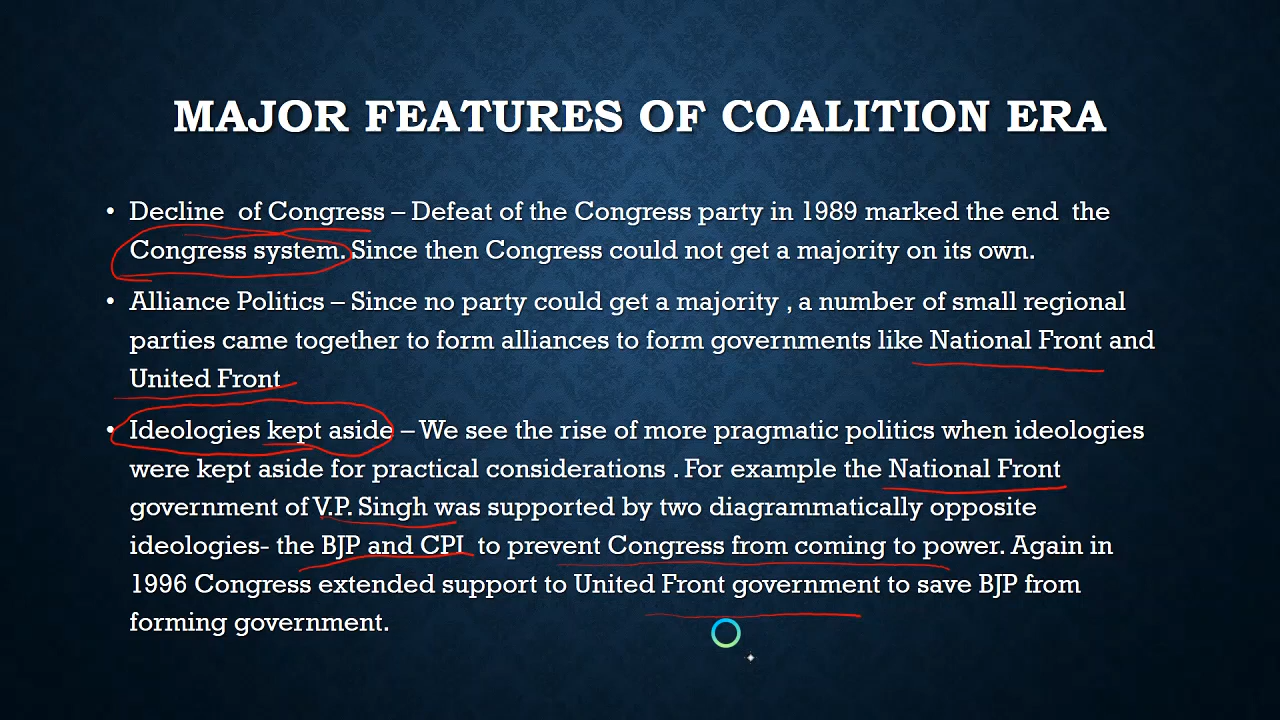 MAJOR FEATURES OF COALITION ERA
• Decline of Congress – Defeat of the Congress party in 1989 marked the end the
Congress system. Since then Congress could not get a majority on its own.
• Alliance Politics – Since no party could get a majority , a number of small regional
parties came together to form alliances to form governments like National Front and
United Front
• Ideologies kept aside – We see the rise of more pragmatic politics when ideologies
were kept aside for practical considerations . For example the National Front
government of V.P. Singh was supported by two diagrammatically opposite
ideologies- the BJP and CPI to prevent Congress from coming to power. Again in
1996 Congress extended support to United Front government to save BJP from
forming government.